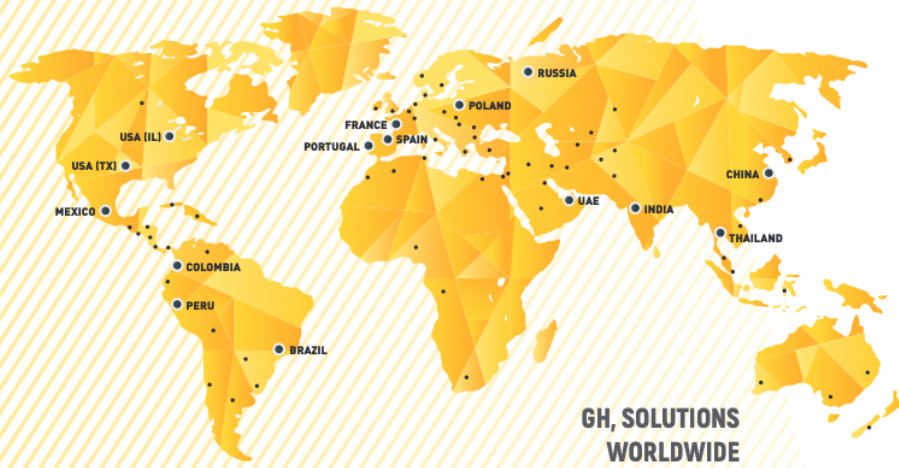 RUSSIA
POLAND
FRANCE
USA (IL)
SPAIN
PORTUGAL
USA (TX)
CHINA
UAE
MEXICO
INDIA
THAILAND
COLOMBIA
PERU
BRAZIL
GH, SOLUTIONS
WORLDWIDE